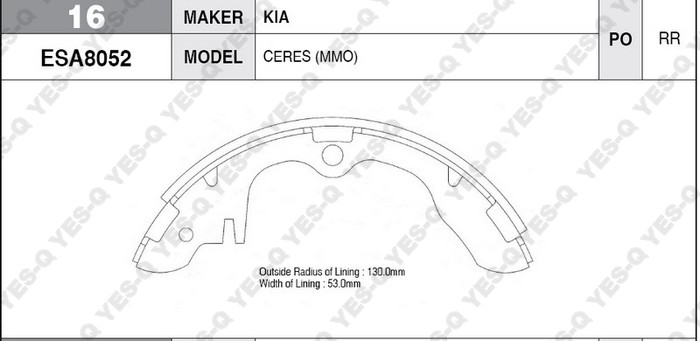 16 MAKER KIA PO RR
ESA8052 MODEL CERES (MMO)
Outside Radius of Lining : 130.0mm
Width of Lining : 53.0mm
YES-Q YES-Q YES-Q YES-Q YES-Q